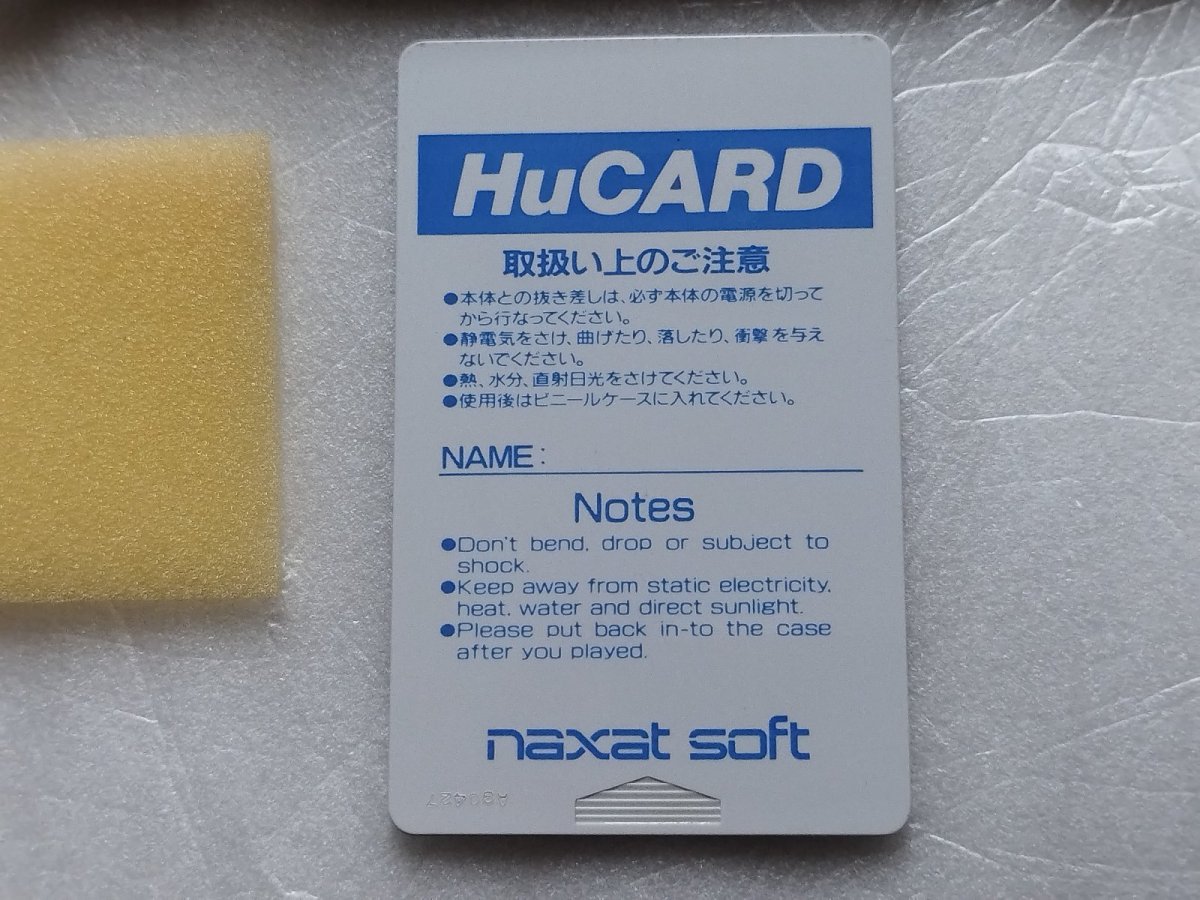 HuCARD
取扱い上のご注意
●本体との抜き差しは、必ず本体の電源を切って
から行なってください。
●静電気をさけ、曲げたり、落したり、衝撃を与え
ないでください。
●熱、水分、直射日光をさけてください。
●使用後はビニールケースに入れてください。
NAME:
Notes
●Don't bend, drop or subject to
shock.
●Keep away from static electricity,
heat, water and direct sunlight.
●Please put back in-to the case
after you played.
naxat soft